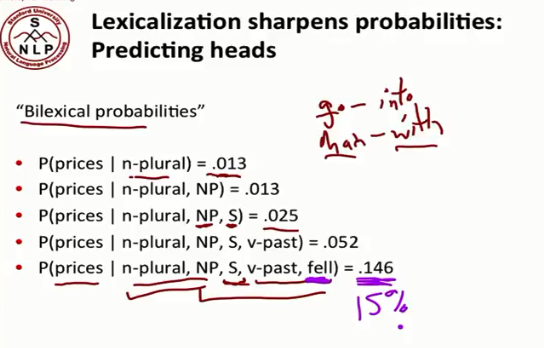 Stanford University
S
N L P
Natural Language Processing
Lexicalization sharpens probabilities:
Predicting heads
"Bilexical probabilities"
go - into
man - with
• P(prices | n-plural) = .013
• P(prices | n-plural, NP) = .013
• P(prices | n-plural, NP, S) = .025
• P(prices | n-plural, NP, S, v-past) = .052
• P(prices | n-plural, NP, S, v-past, fell) = .146
15%